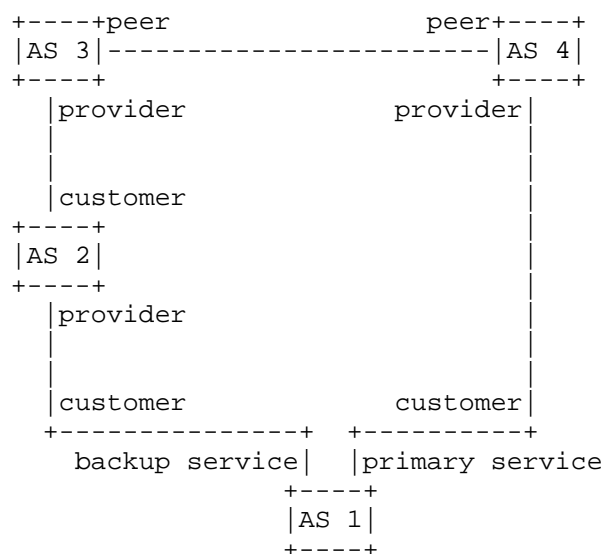 +----+peer                    peer+----+
|AS 3|------------------------|AS 4|
+----+                        +----+
  |provider             provider|
  |                             |
  |                             |
  |customer                     |
+----+                          |
|AS 2|                          |
+----+                          |
  |provider                     |
  |                             |
  |                             |
  |customer             customer|
  +---------------+  +----------+
    backup service|  |primary service
                 +----+
                 |AS 1|
                 +----+